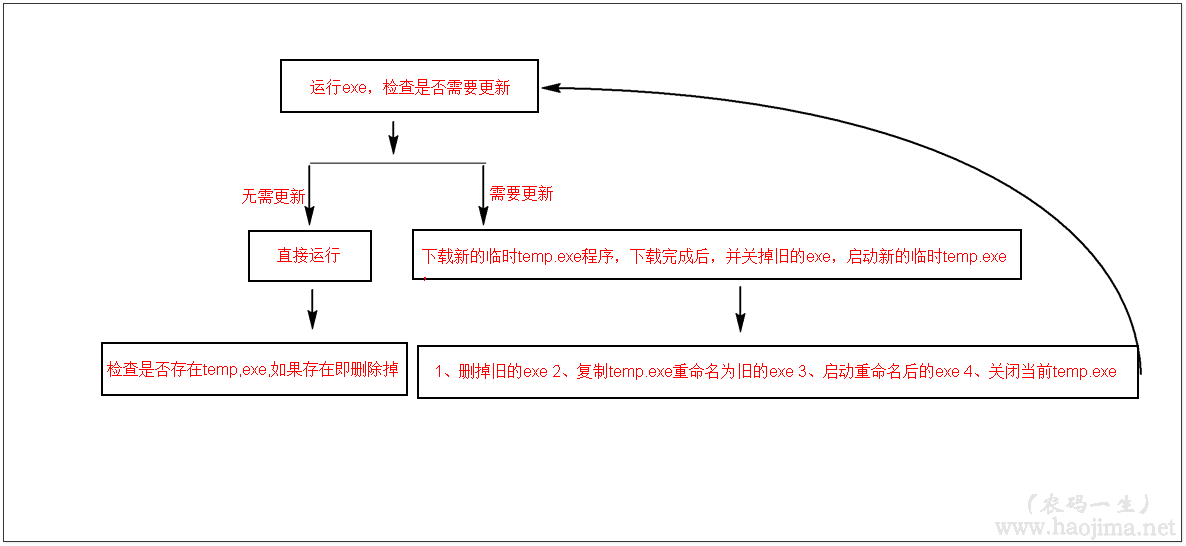 运行exe，检查是否需要更新
无需更新
需要更新
直接运行
下载新的临时temp.exe程序，下载完成后，并关掉旧的exe，启动新的临时temp.exe
检查是否存在temp,exe,如果存在即删除掉
1、删掉旧的exe 2、复制temp.exe重命名为旧的exe 3、启动重命名后的exe 4、关闭当前temp.exe
（农码一生）
www.haojima.net